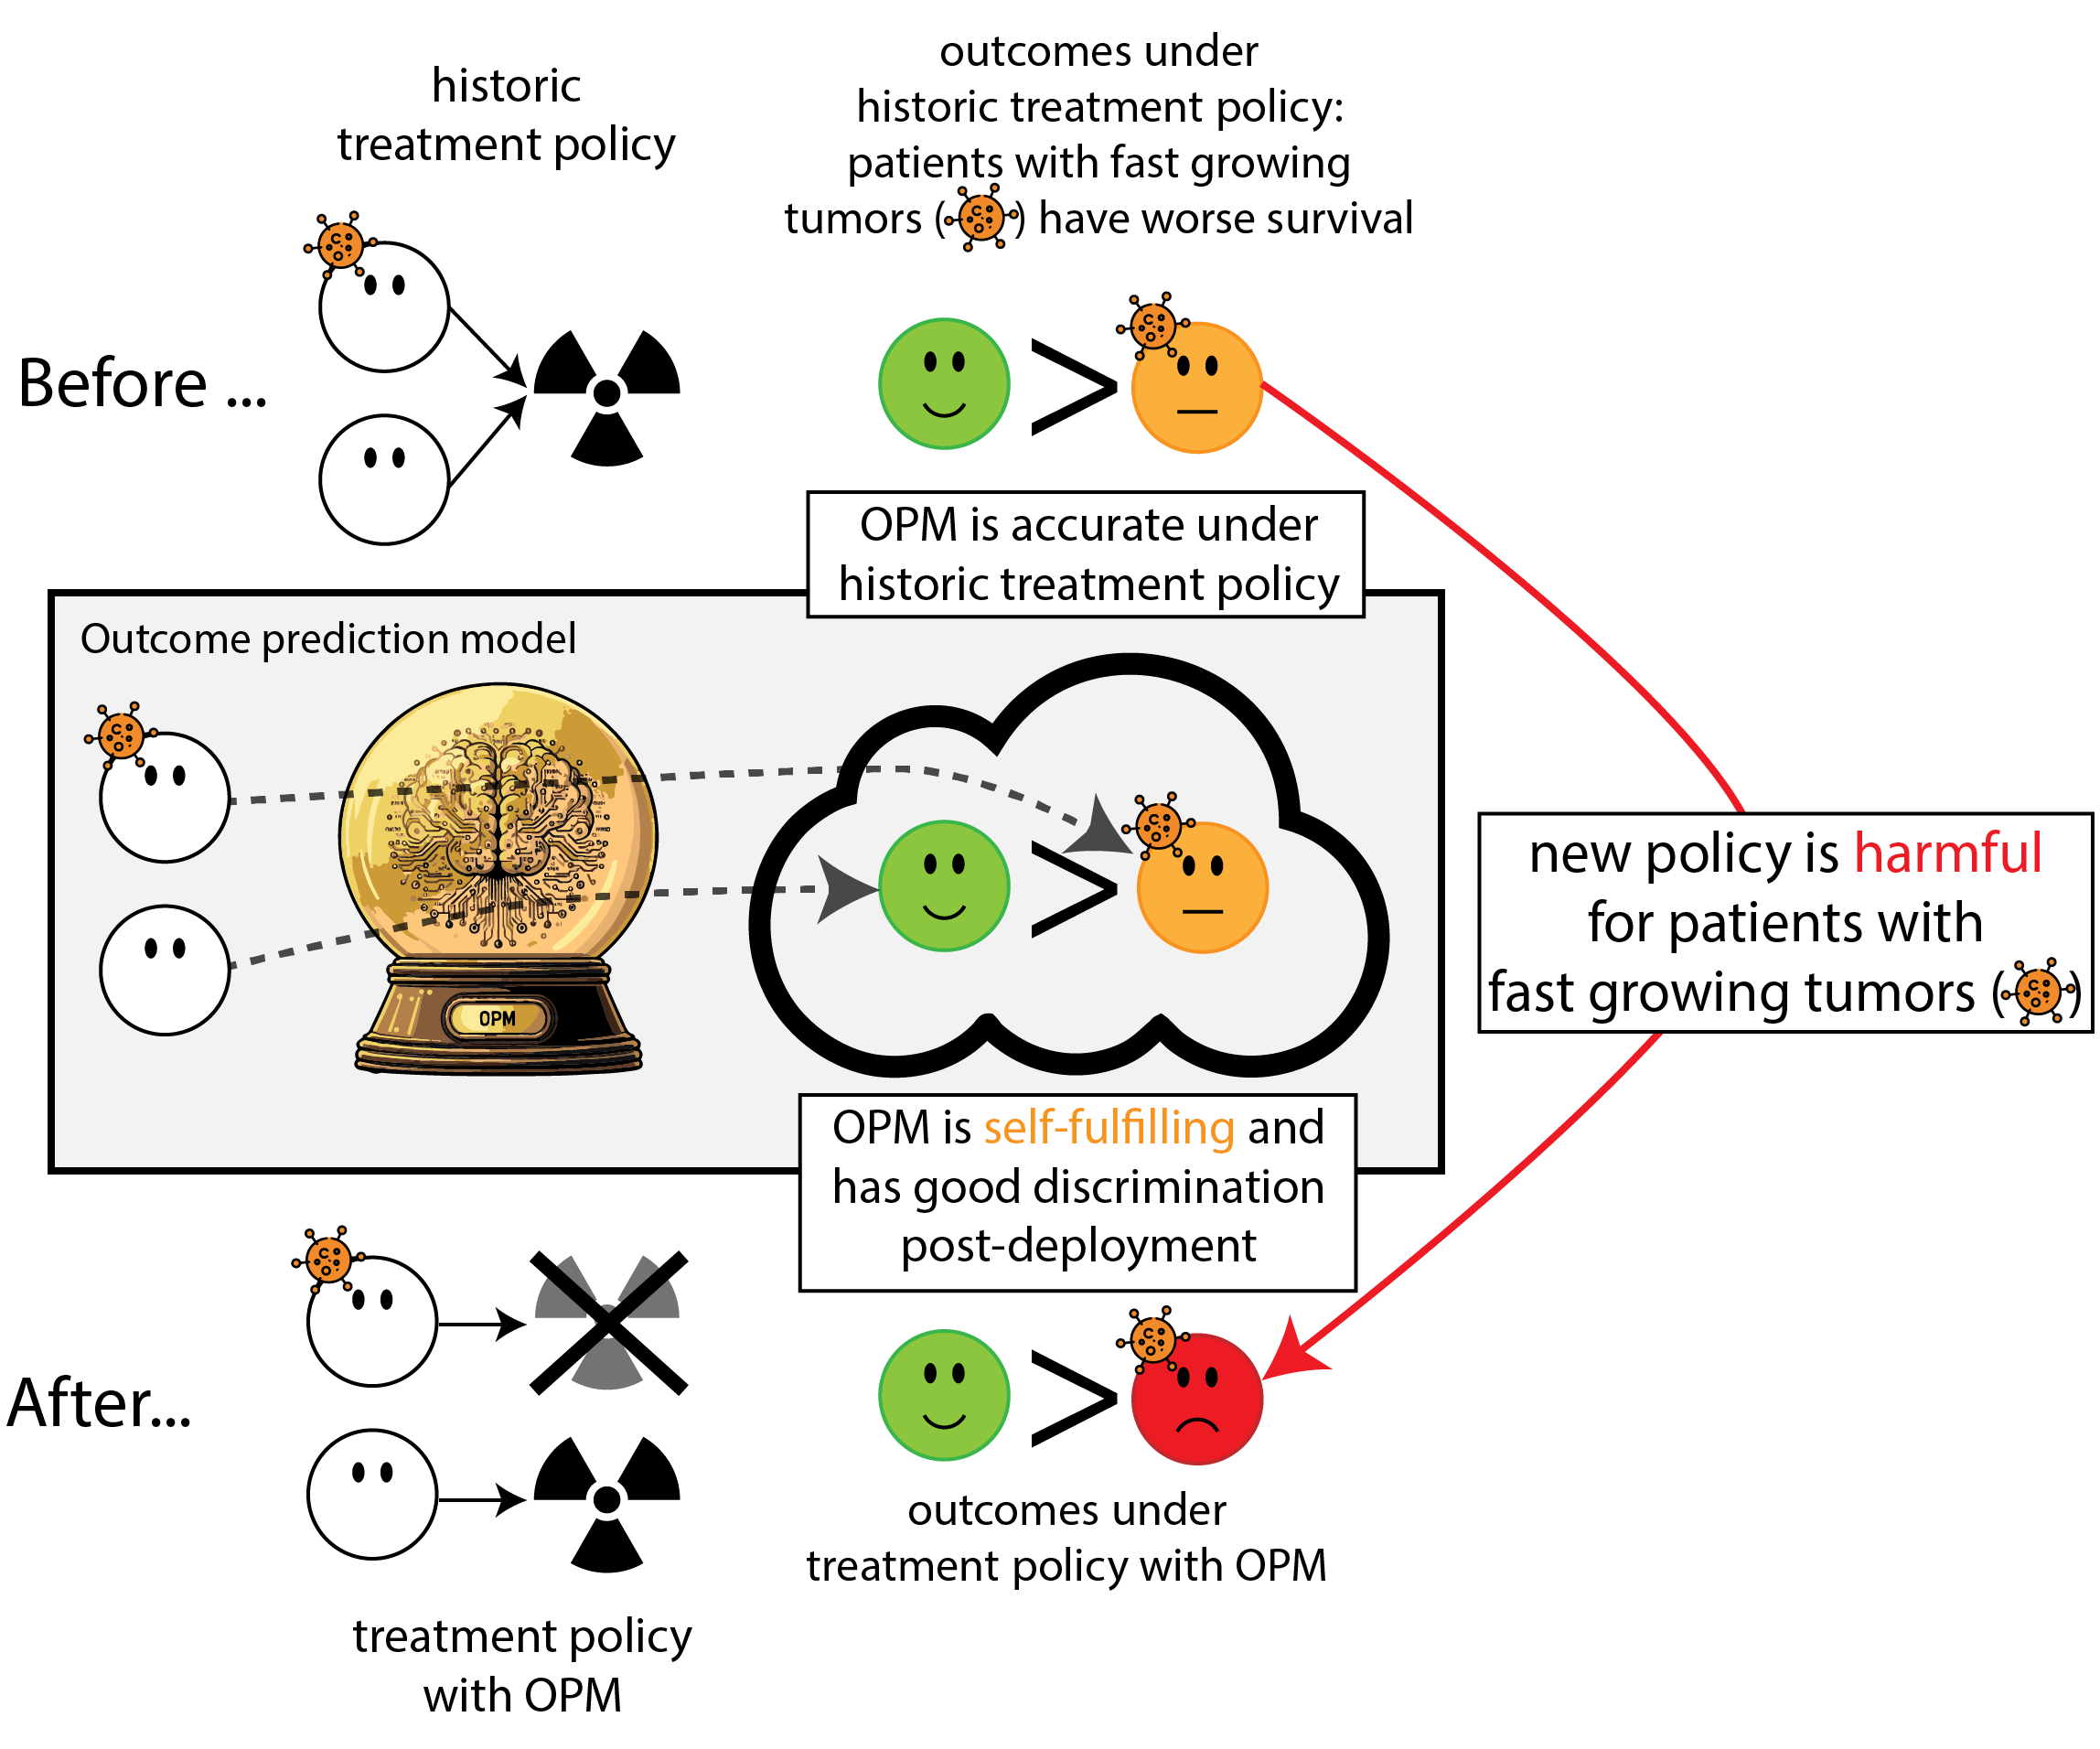 historic
treatment policy
outcomes under
historic treatment policy:
patients with fast growing
tumors () have worse survival
Before ...
OPM is accurate under
historic treatment policy
Outcome prediction model
OPM
new policy is harmful
for patients with
fast growing tumors ()
OPM is self-fulfilling and
has good discrimination
post-deployment
After...
outcomes under
treatment policy with OPM
treatment policy
with OPM